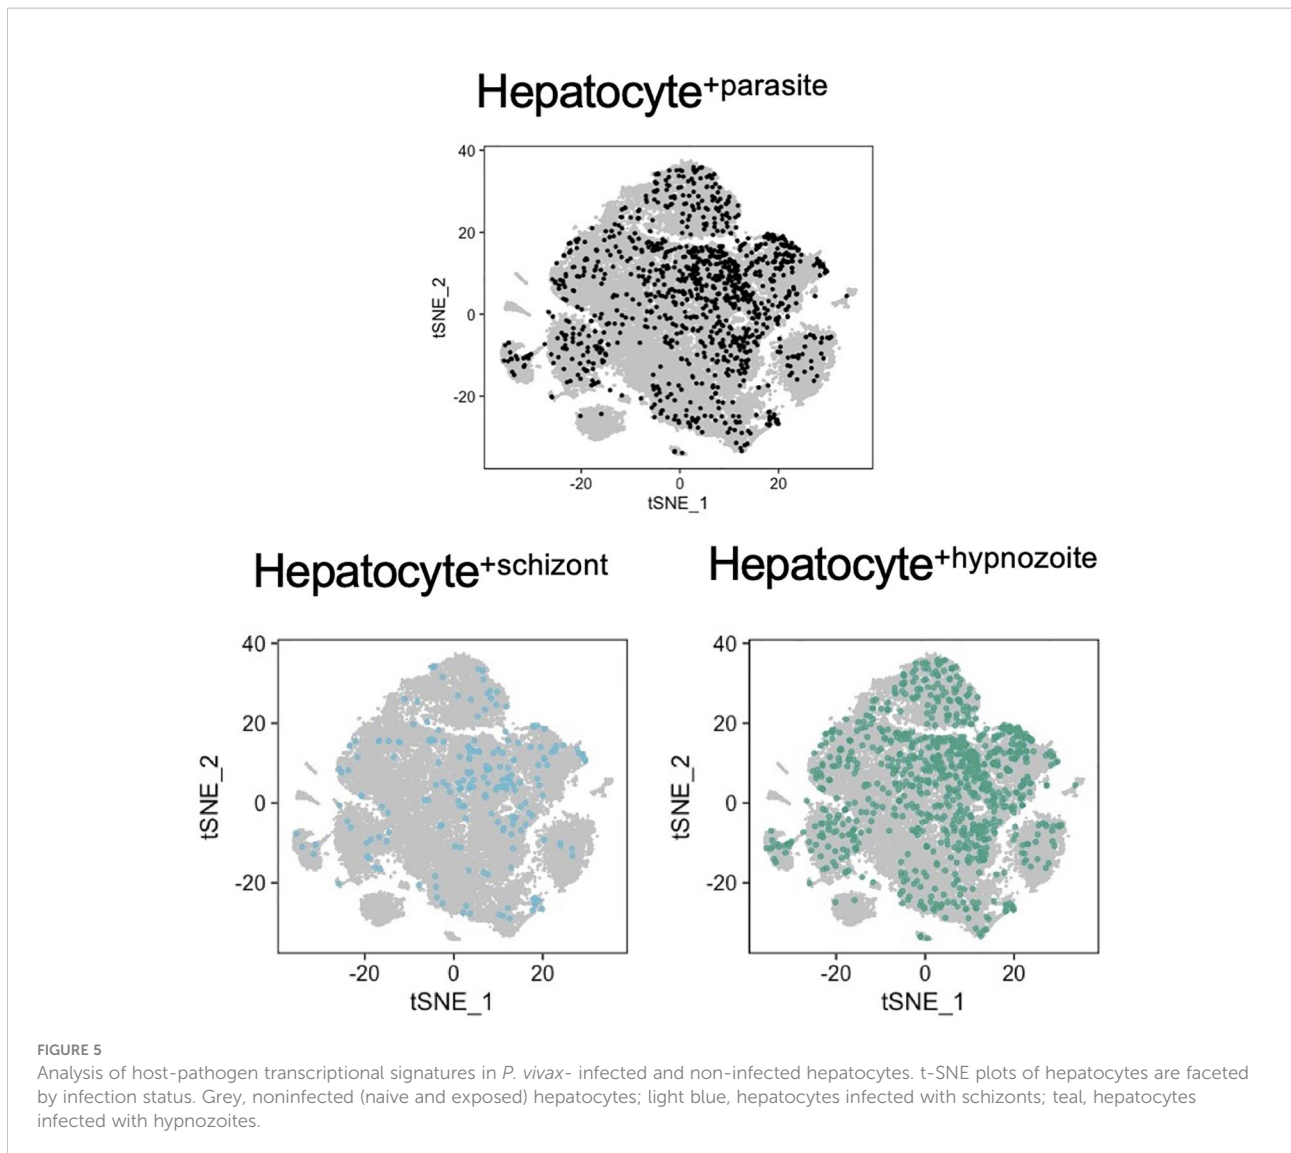 Hepatocyte+parasite
40
20
0
-20
tSNE_2
-20 0 20
tSNE_1
Hepatocyte+schizont
40
20
0
-20
tSNE_2
-20 0 20
tSNE_1
Hepatocyte+hypnozoite
40
20
0
-20
tSNE_2
-20 0 20
tSNE_1
FIGURE 5
Analysis of host-pathogen transcriptional signatures in P. vivax- infected and non-infected hepatocytes. t-SNE plots of hepatocytes are faceted
by infection status. Grey, noninfected (naive and exposed) hepatocytes; light blue, hepatocytes infected with schizonts; teal, hepatocytes
infected with hypnozoites.